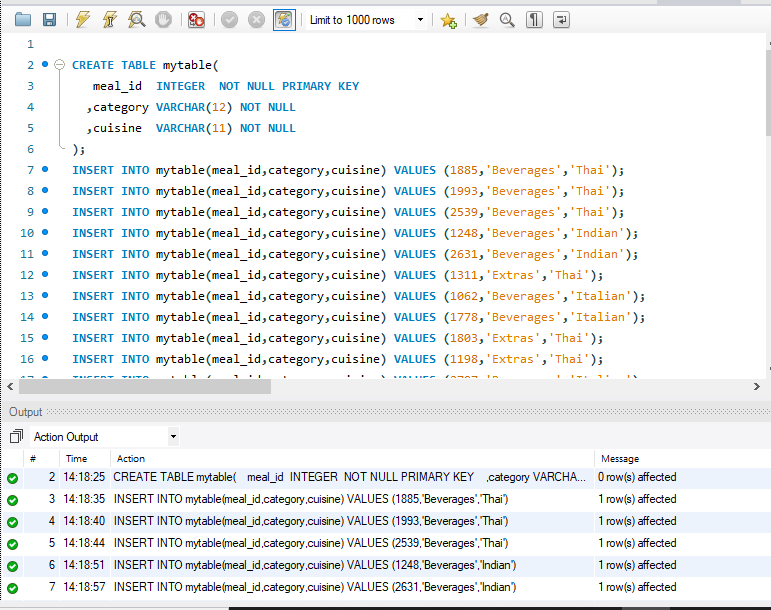 Limit to 1000 rows
1
2 CREATE TABLE mytable(
3 meal_id INTEGER NOT NULL PRIMARY KEY
4 ,category VARCHAR(12) NOT NULL
5 ,cuisine VARCHAR(11) NOT NULL
6 );
7 INSERT INTO mytable(meal_id,category,cuisine) VALUES (1885,'Beverages','Thai');
8 INSERT INTO mytable(meal_id,category,cuisine) VALUES (1993,'Beverages','Thai');
9 INSERT INTO mytable(meal_id,category,cuisine) VALUES (2539,'Beverages','Thai');
10 INSERT INTO mytable(meal_id,category,cuisine) VALUES (1248,'Beverages','Indian');
11 INSERT INTO mytable(meal_id,category,cuisine) VALUES (2631,'Beverages','Indian');
12 INSERT INTO mytable(meal_id,category,cuisine) VALUES (1311,'Extras','Thai');
13 INSERT INTO mytable(meal_id,category,cuisine) VALUES (1062,'Beverages','Italian');
14 INSERT INTO mytable(meal_id,category,cuisine) VALUES (1778,'Beverages','Italian');
15 INSERT INTO mytable(meal_id,category,cuisine) VALUES (1803,'Extras','Thai');
16 INSERT INTO mytable(meal_id,category,cuisine) VALUES (1198,'Extras','Thai');
Output
Action Output
# Time Action Message
2 14:18:25 CREATE TABLE mytable( meal_id INTEGER NOT NULL PRIMARY KEY ,category VARCHA... 0 row(s) affected
3 14:18:35 INSERT INTO mytable(meal_id,category,cuisine) VALUES (1885,'Beverages','Thai') 1 row(s) affected
4 14:18:40 INSERT INTO mytable(meal_id,category,cuisine) VALUES (1993,'Beverages','Thai') 1 row(s) affected
5 14:18:44 INSERT INTO mytable(meal_id,category,cuisine) VALUES (2539,'Beverages','Thai') 1 row(s) affected
6 14:18:51 INSERT INTO mytable(meal_id,category,cuisine) VALUES (1248,'Beverages','Indian') 1 row(s) affected
7 14:18:57 INSERT INTO mytable(meal_id,category,cuisine) VALUES (2631,'Beverages','Indian') 1 row(s) affected